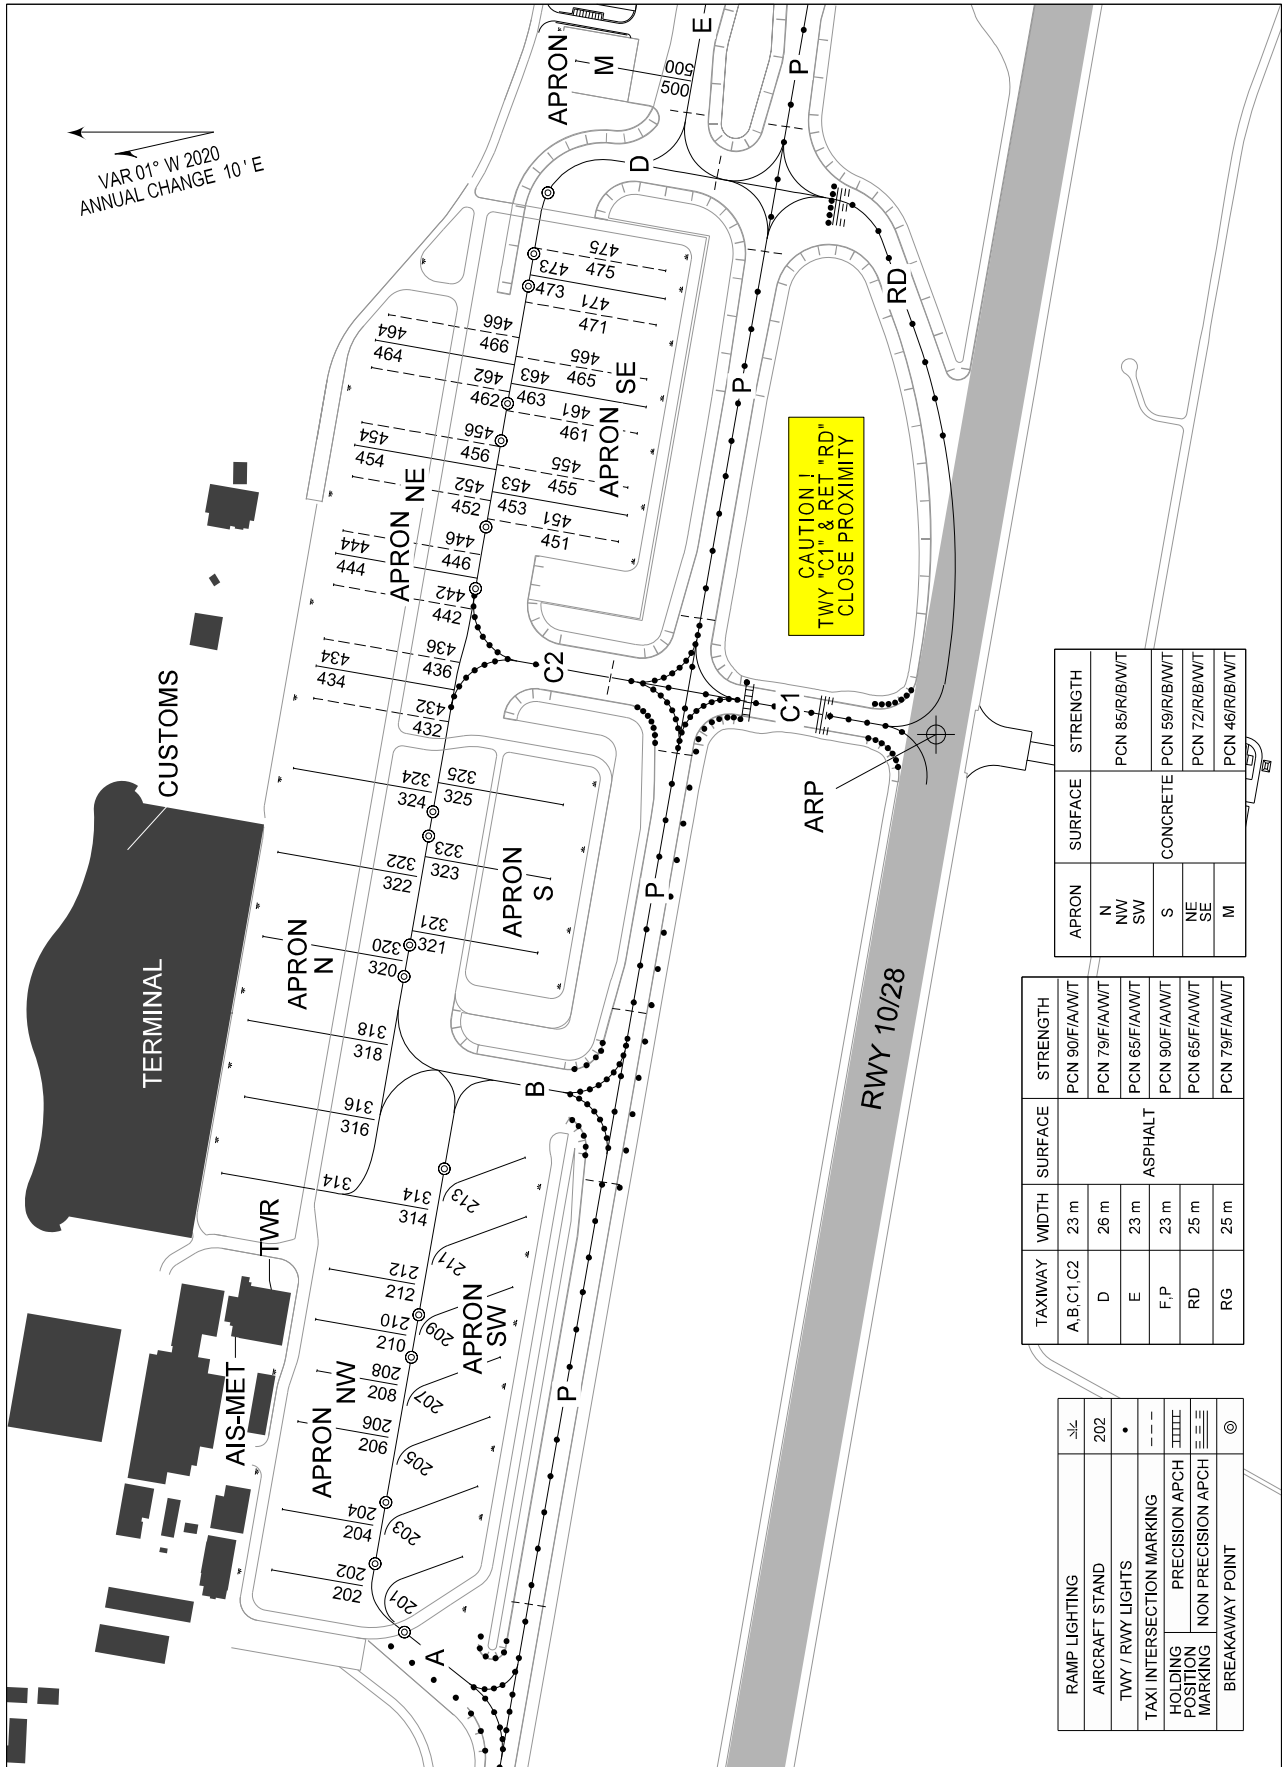 VAR 01° W 2020
ANNUAL CHANGE 10 ' E
CUSTOMS
TERMINAL
TWR
AIS-MET
APRON
M
APRON
NE
APRON
SE
APRON
N
APRON
S
APRON
NW
APRON
SW
E
P
D
RD
P
C2
C1
P
B
P
A
ARP
RWY 10/28
CAUTION !
TWY "C1" & RET "RD"
CLOSE PROXIMITY
500
500
475
475
473
473
471
471
466
466
464
464
465
465
463
463
462
462
461
461
456
456
454
454
455
455
453
453
452
452
451
451
446
446
444
444
442
442
436
436
434
434
432
432
325
325
324
324
323
323
322
322
321
321
320
320
318
318
316
316
314
314
314
213
212
212
211
210
210
209
208
208
207
206
206
205
204
204
203
202
202
201
RAMP LIGHTING
AIRCRAFT STAND 202
TWY / RWY LIGHTS
TAXI INTERSECTION MARKING
HOLDING
POSITION
MARKING
PRECISION APCH
NON PRECISION APCH
BREAKAWAY POINT
TAXIWAY WIDTH SURFACE STRENGTH
A,B,C1,C2 23 m ASPHALT PCN 90/F/A/W/T
D 26 m PCN 79/F/A/W/T
E 23 m PCN 65/F/A/W/T
F,P 23 m PCN 90/F/A/W/T
RD 25 m PCN 65/F/A/W/T
RG 25 m PCN 79/F/A/W/T
APRON SURFACE STRENGTH
N
NW
SW
CONCRETE
PCN 85/R/B/W/T
S PCN 59/R/B/W/T
NE
SE
PCN 72/R/B/W/T
M PCN 46/R/B/W/T